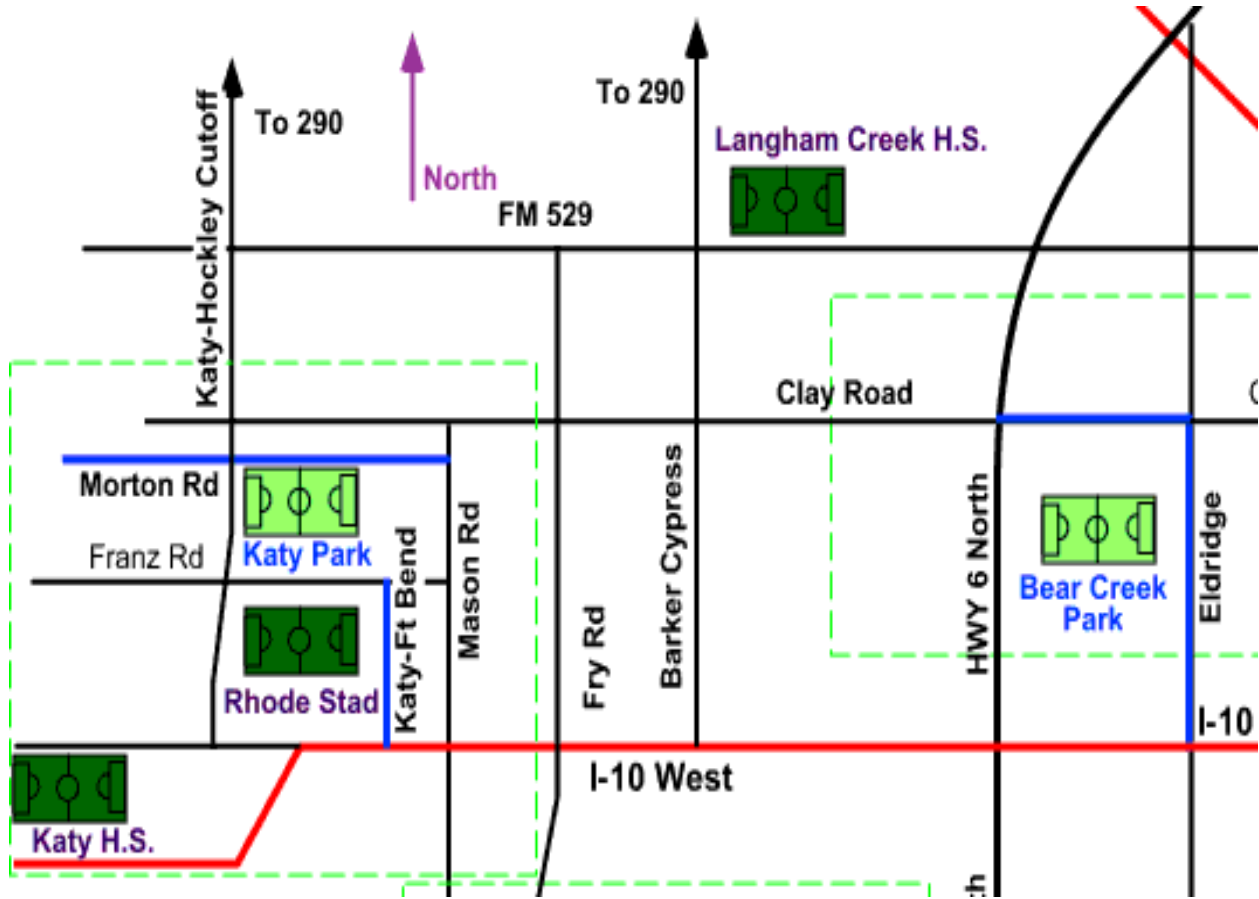 To 290
To 290
Katy-Hockley Cutoff
North
Langham Creek H.S.
FM 529
Clay Road
Morton Rd
Franz Rd
Katy Park
Katy-Ft Bend
Mason Rd
Fry Rd
Barker Cypress
HWY 6 North
Bear Creek
Park
Eldridge
Rhode Stad
I-10
I-10 West
Katy H.S.